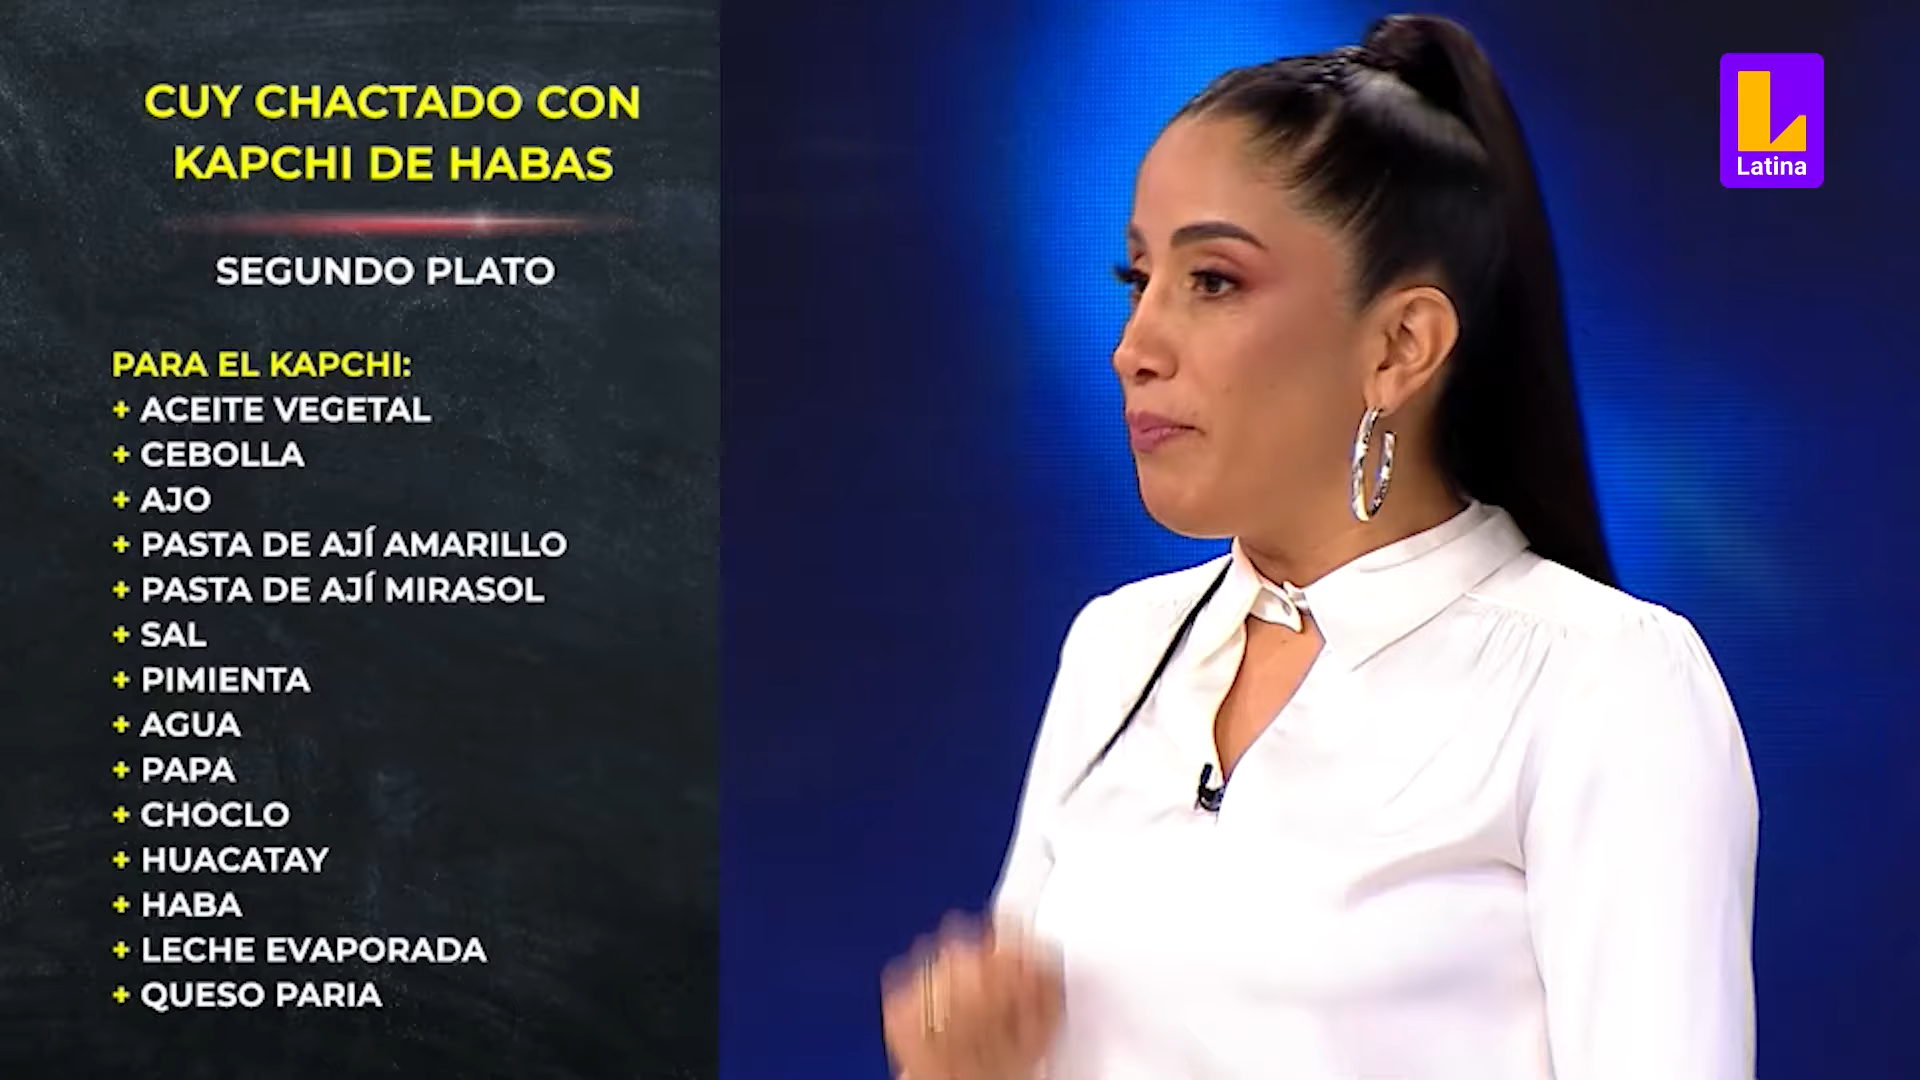 CUY CHACTADO CON
KAPCHI DE HABAS
SEGUNDO PLATO
PARA EL KAPCHI:
+ ACEITE VEGETAL
+ CEBOLLA
+ AJO
+ PASTA DE AJÍ AMARILLO
+ PASTA DE AJÍ MIRASOL
+ SAL
+ PIMIENTA
+ AGUA
+ PAPA
+ CHOCLO
+ HUACATAY
+ HABA
+ LECHE EVAPORADA
+ QUESO PARIA
Latina